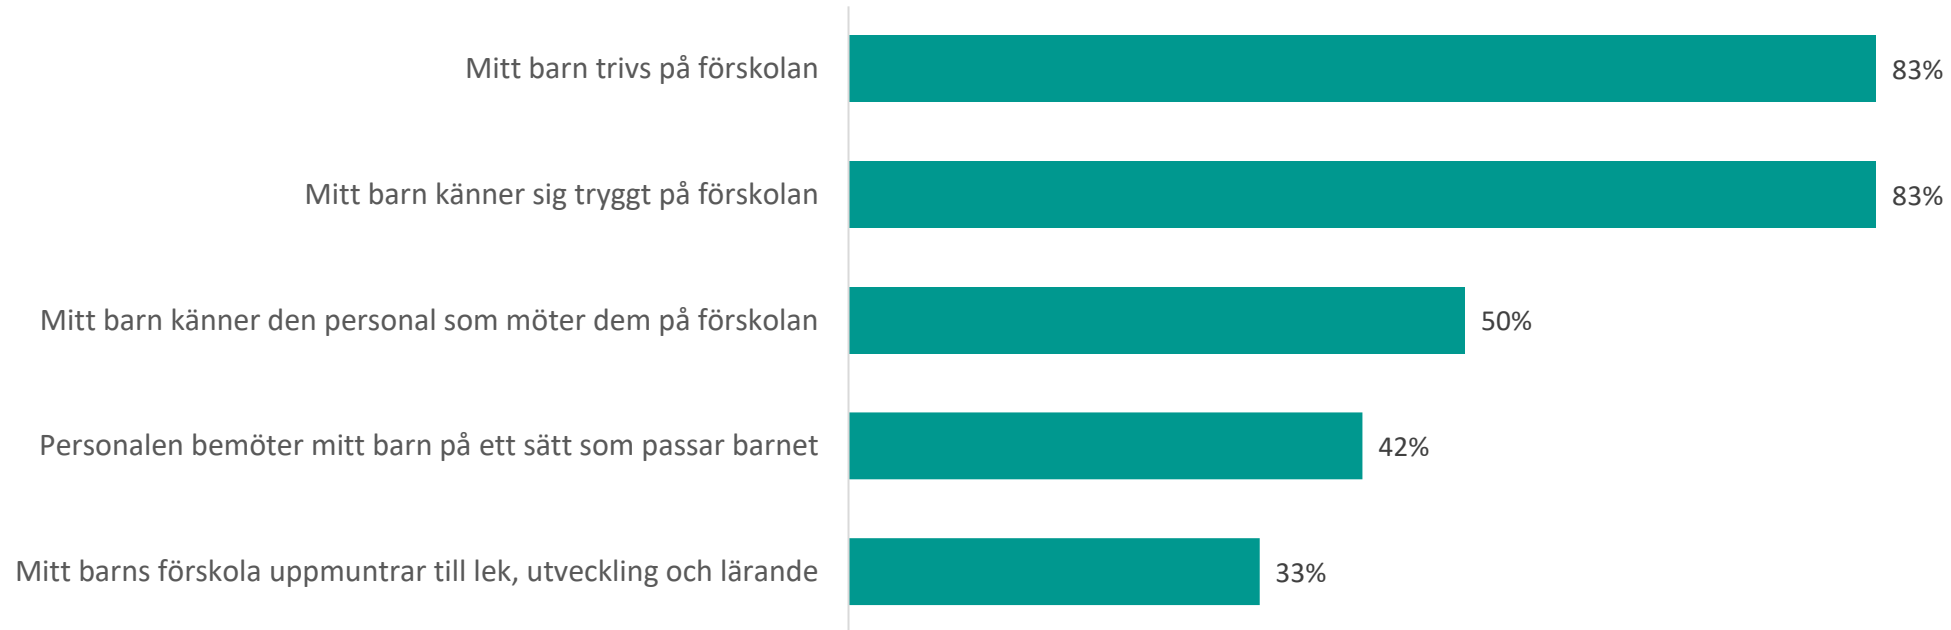 Mitt barn trivs på förskolan 83%
Mitt barn känner sig tryggt på förskolan 83%
Mitt barn känner den personal som möter dem på förskolan 50%
Personalen bemöter mitt barn på ett sätt som passar barnet 42%
Mitt barns förskola uppmuntrar till lek, utveckling och lärande 33%